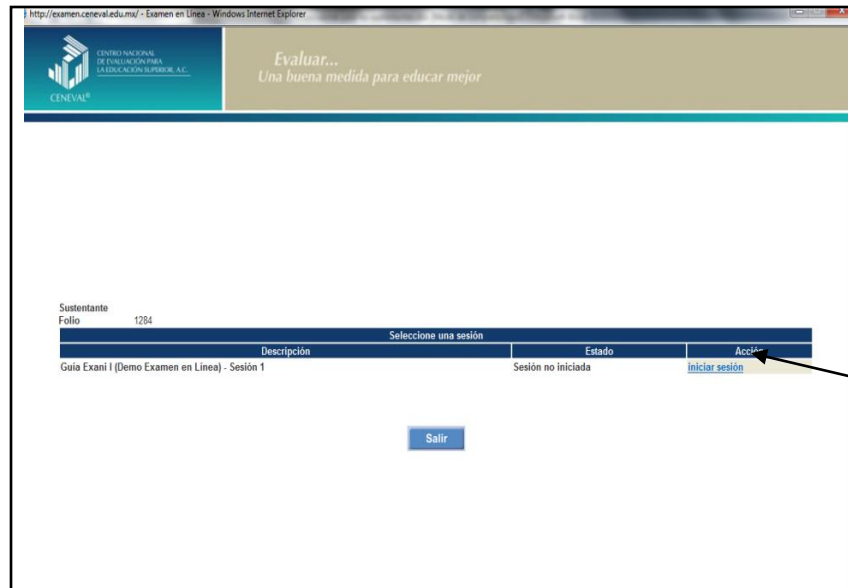 http://examen.ceneval.edu.mx/ - Examen en Línea - Windows Internet Explorer
CENTRO NACIONAL
DE EVALUACIÓN PARA
LA EDUCACIÓN SUPERIOR, A.C.
CENEVAL®
Evaluar...
Una buena medida para educar mejor
Sustentante
Folio 1284
Seleccione una sesión
Descripción Estado Acción
Guía Exani I (Demo Examen en Línea) - Sesión 1 Sesión no iniciada iniciar sesión
Salir